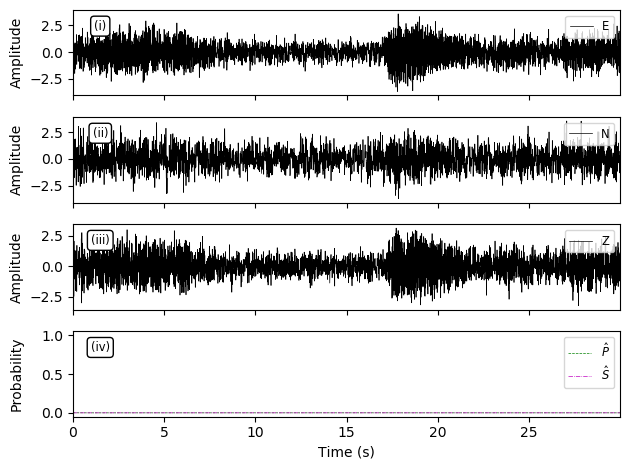 Amplitude
2.5
0.0
−2.5
(i)
E
Amplitude
2.5
0.0
−2.5
(ii)
N
Amplitude
2.5
0.0
−2.5
(iii)
Z
Probability
1.0
0.5
0.0
(iv)
P̂
Ŝ
0 5 10 15 20 25
Time (s)